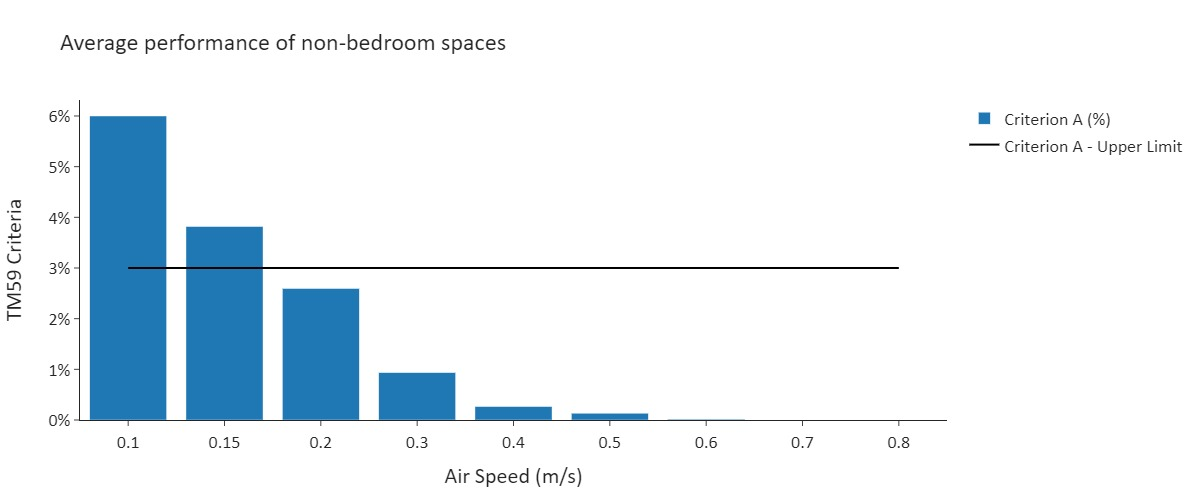 Average performance of non-bedroom spaces
Criterion A (%)
Criterion A - Upper Limit
TM59 Criteria
6%
5%
4%
3%
2%
1%
0%
0.1 0.15 0.2 0.3 0.4 0.5 0.6 0.7 0.8
Air Speed (m/s)